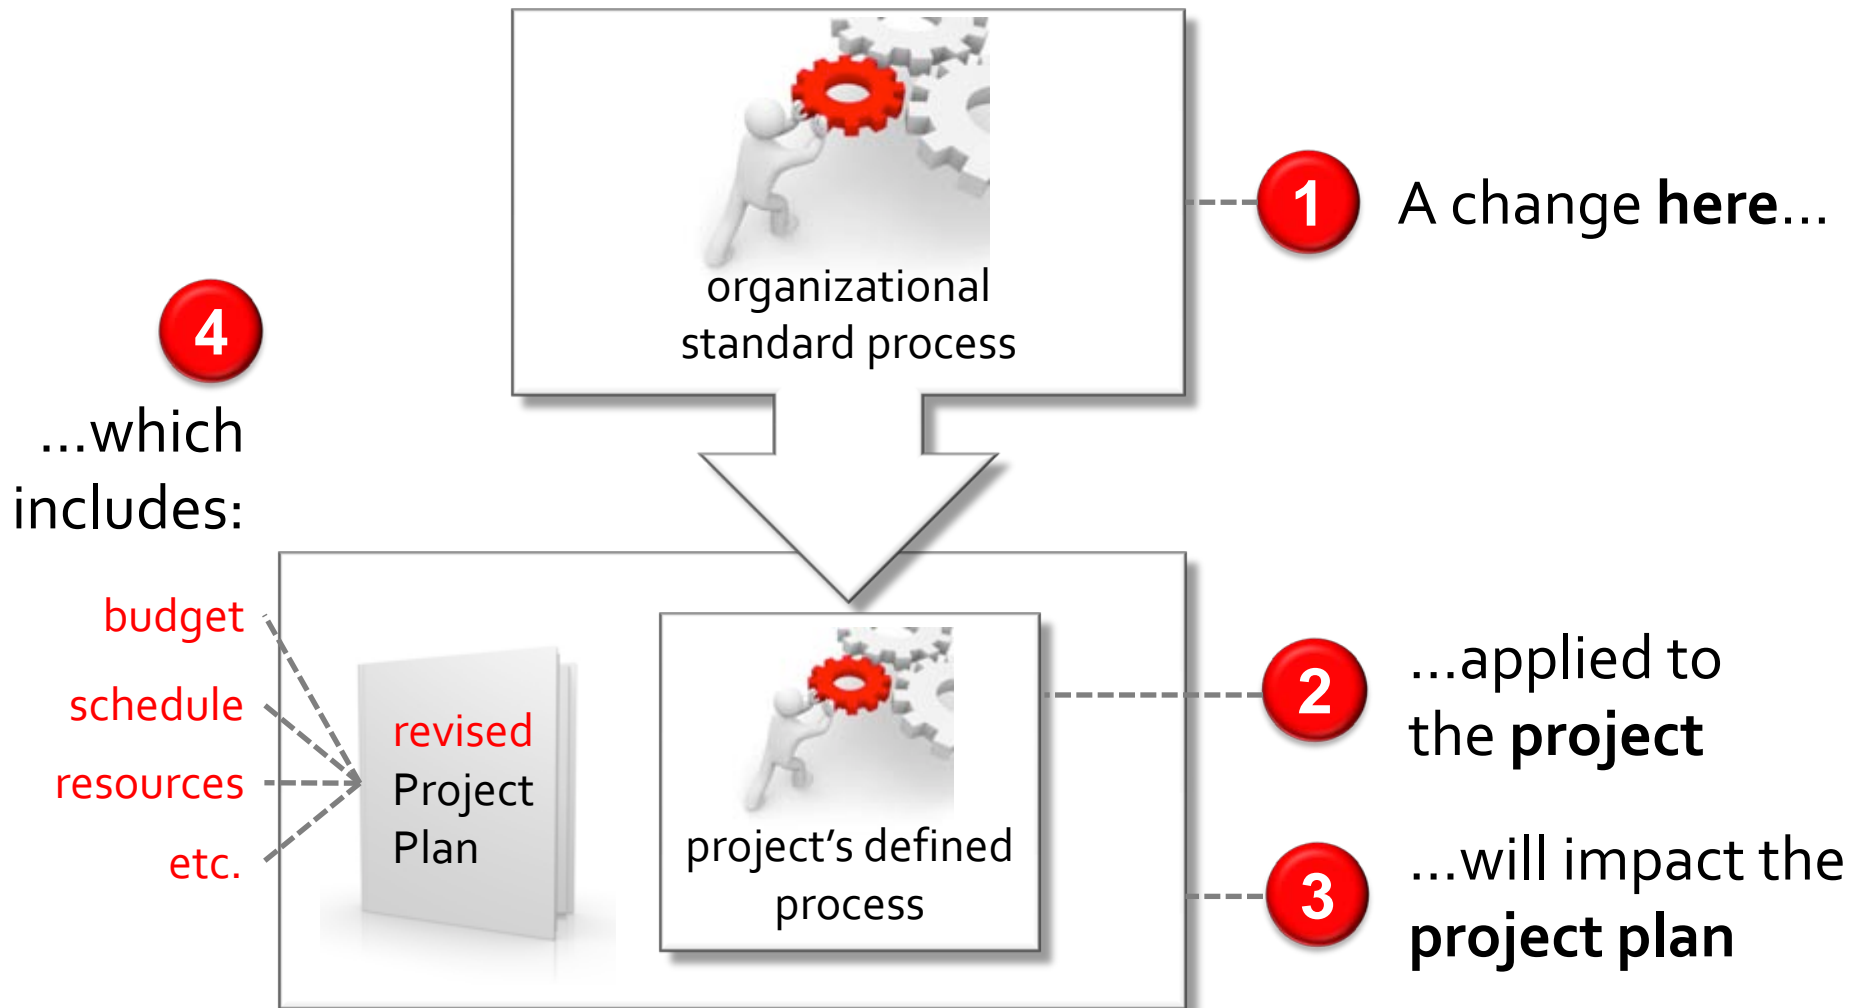 organizational
standard process
1
A change here...
project's defined
process
2
...applied to
the project
3
...will impact the
project plan
4
...which
includes:
budget
schedule
resources
etc.
revised
Project
Plan